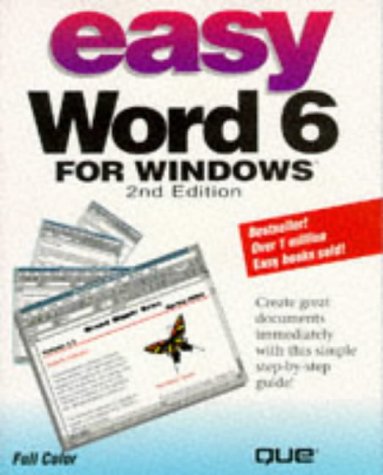 easy
Word 6
FOR WINDOWS
2nd Edition
Bestseller!
Over 1 million
Easy books sold!
Create great
documents
immediately
with this simple
step-by-step
guide!
Full Color
que